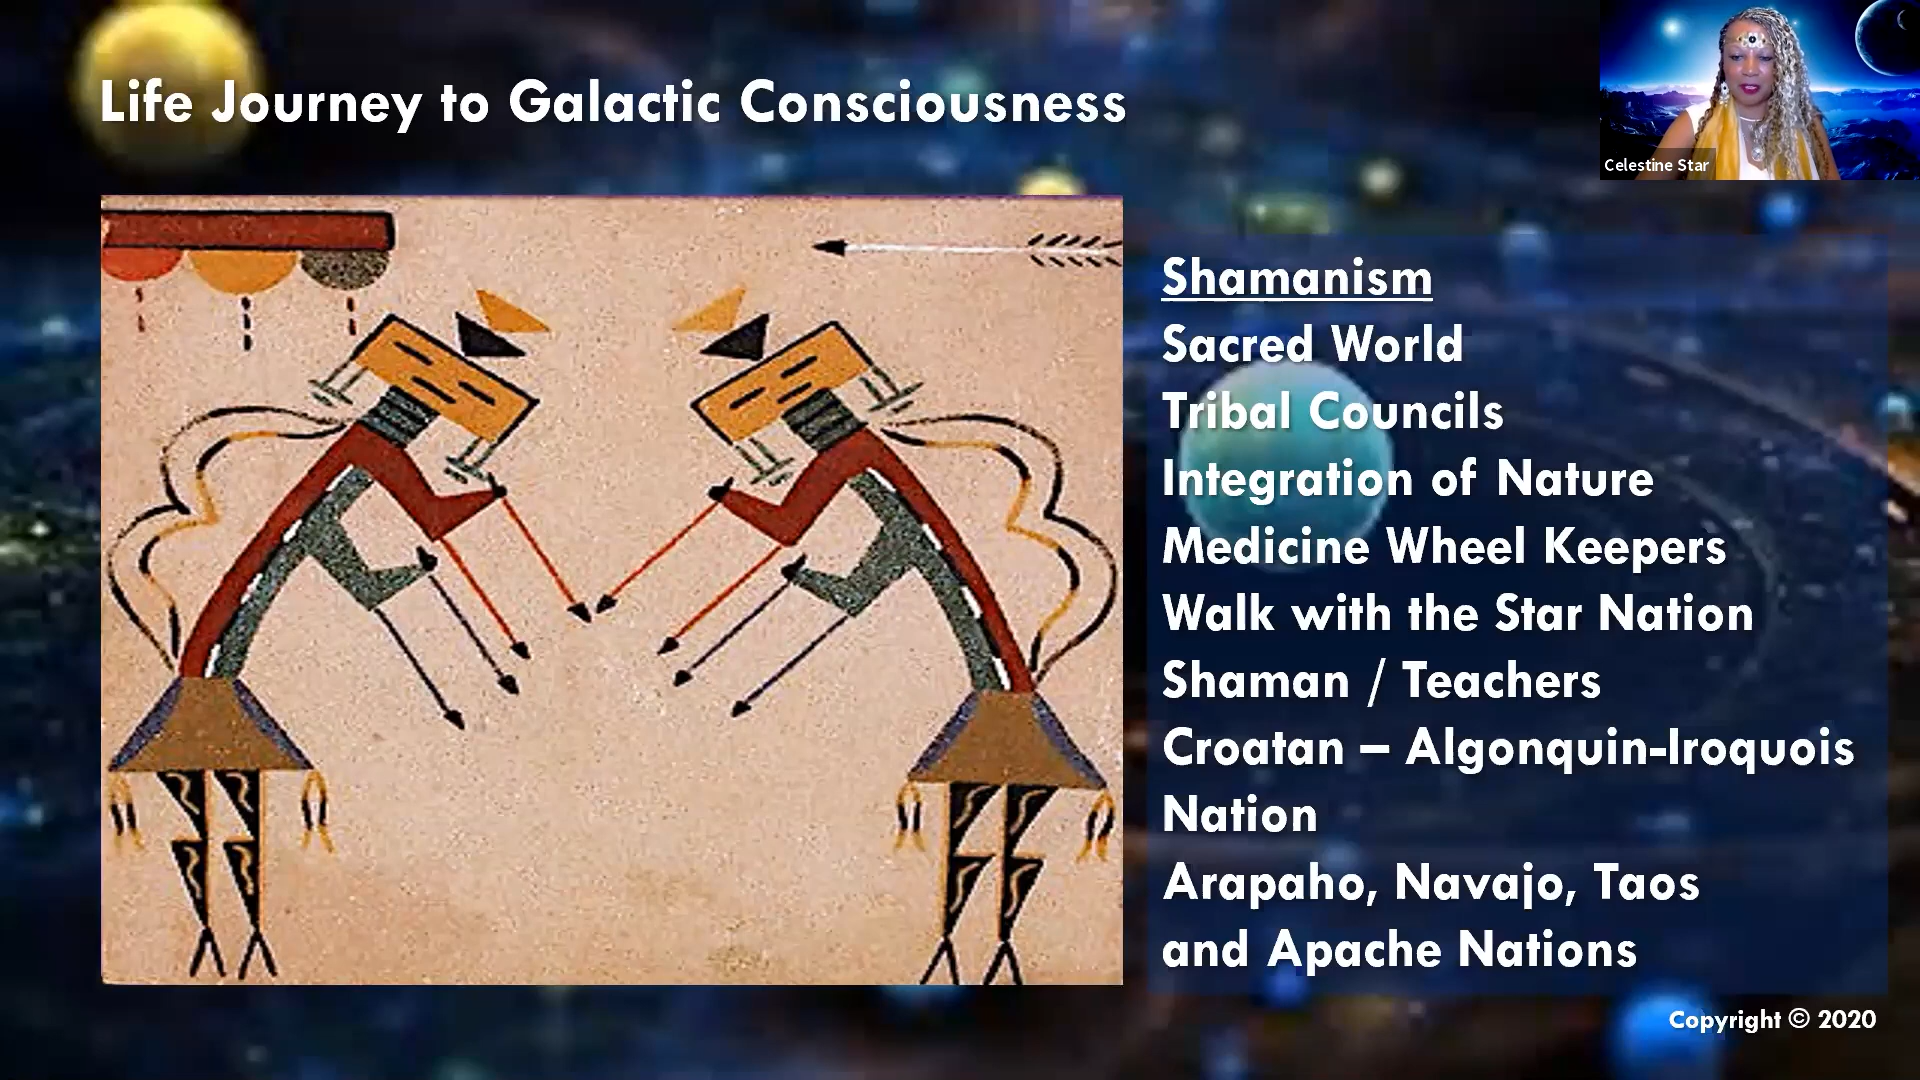 Life Journey to Galactic Consciousness
Celestine Star
Shamanism
Sacred World
Tribal Councils
Integration of Nature
Medicine Wheel Keepers
Walk with the Star Nation
Shaman / Teachers
Croatan – Algonquin-Iroquois
Nation
Arapaho, Navajo, Taos
and Apache Nations
Copyright © 2020